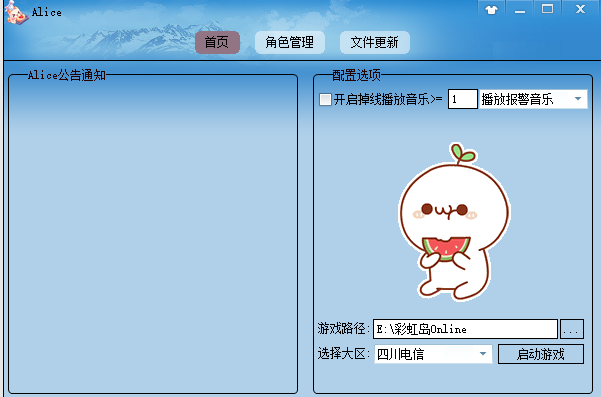 Alice
首页 角色管理 文件更新
Alice公告通知
配置选项
开启掉线播放音乐>= 1 播放报警音乐
游戏路径: E:\彩虹岛Online ...
选择大区: 四川电信 启动游戏